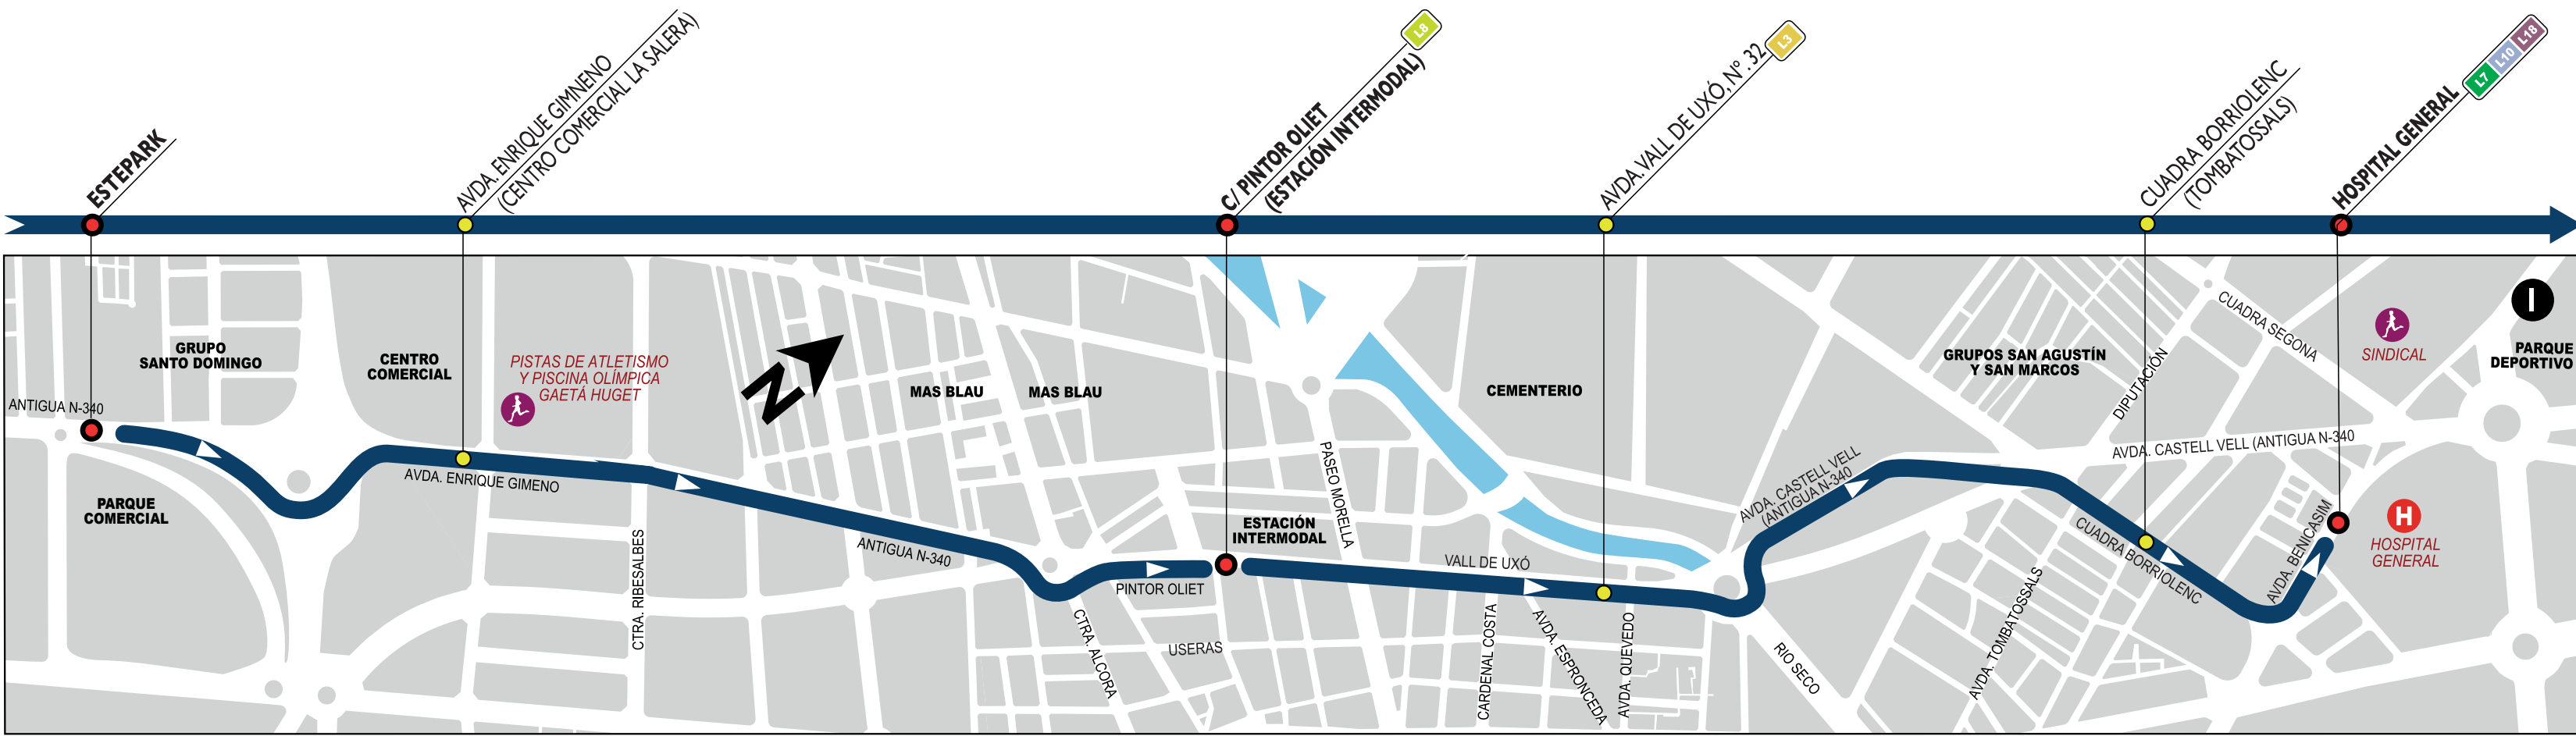 ESTEPARK
AVDA. ENRIQUE GIMNENO
(CENTRO COMERCIAL LA SALERA)
C/ PINTOR OLIET
(ESTACIÓN INTERMODAL)
L8
AVDA. VALL DE UXÓ, Nº. 32
L3
CUADRA BORRIOLENC
(TOMBATOSSALS)
HOSPITAL GENERAL
L7 L10 L18
GRUPO
SANTO DOMINGO
CENTRO
COMERCIAL
PISTAS DE ATLETISMO
Y PISCINA OLÍMPICA
GAETÁ HUGET
N
MAS BLAU
MAS BLAU
CEMENTERIO
GRUPOS SAN AGUSTÍN
Y SAN MARCOS
DIPUTACIÓN
CUADRA SEGONA
SINDICAL
I
PARQUE
DEPORTIVO
ANTIGUA N-340
PARQUE
COMERCIAL
AVDA. ENRIQUE GIMENO
CTRA. RIBESALBES
ANTIGUA N-340
CTRA. ALCORA
PINTOR OLIET
USERAS
ESTACIÓN
INTERMODAL
PASEO MORELLA
VALL DE UXÓ
CARDENAL COSTA
AVDA. ESPRONCEDA
AVDA. QUEVEDO
RIO SECO
AVDA. CASTELL VELL
(ANTIGUA N-340
AVDA. TOMBATOSSALS
AVDA. CASTELL VELL (ANTIGUA N-340
CUADRA BORRIOLENC
AVDA. BENICASIM
H
HOSPITAL
GENERAL